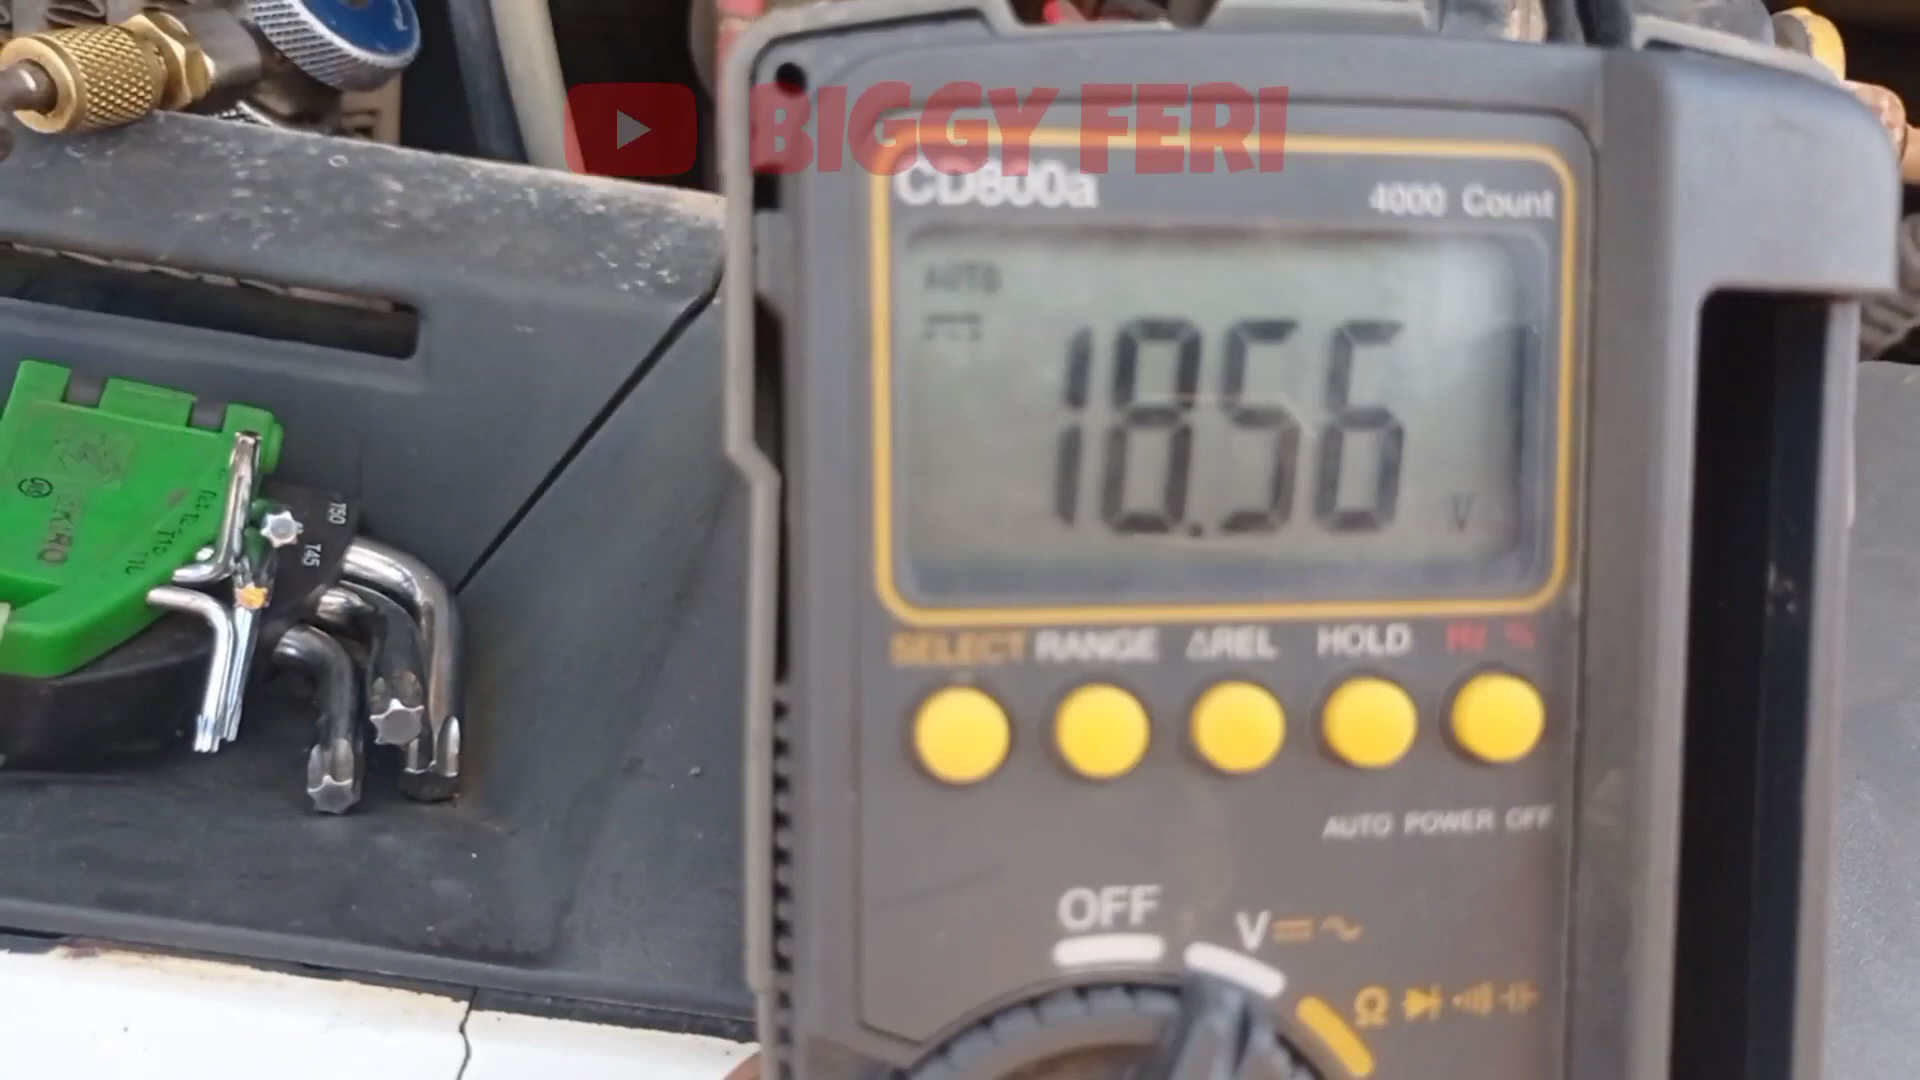 BIGGY FERI
CD800a
4000 Count
AUTO
18.56 V
SELECT RANGE ΔREL HOLD Hz %
AUTO POWER OFF
OFF
V
Ω
T50
T45